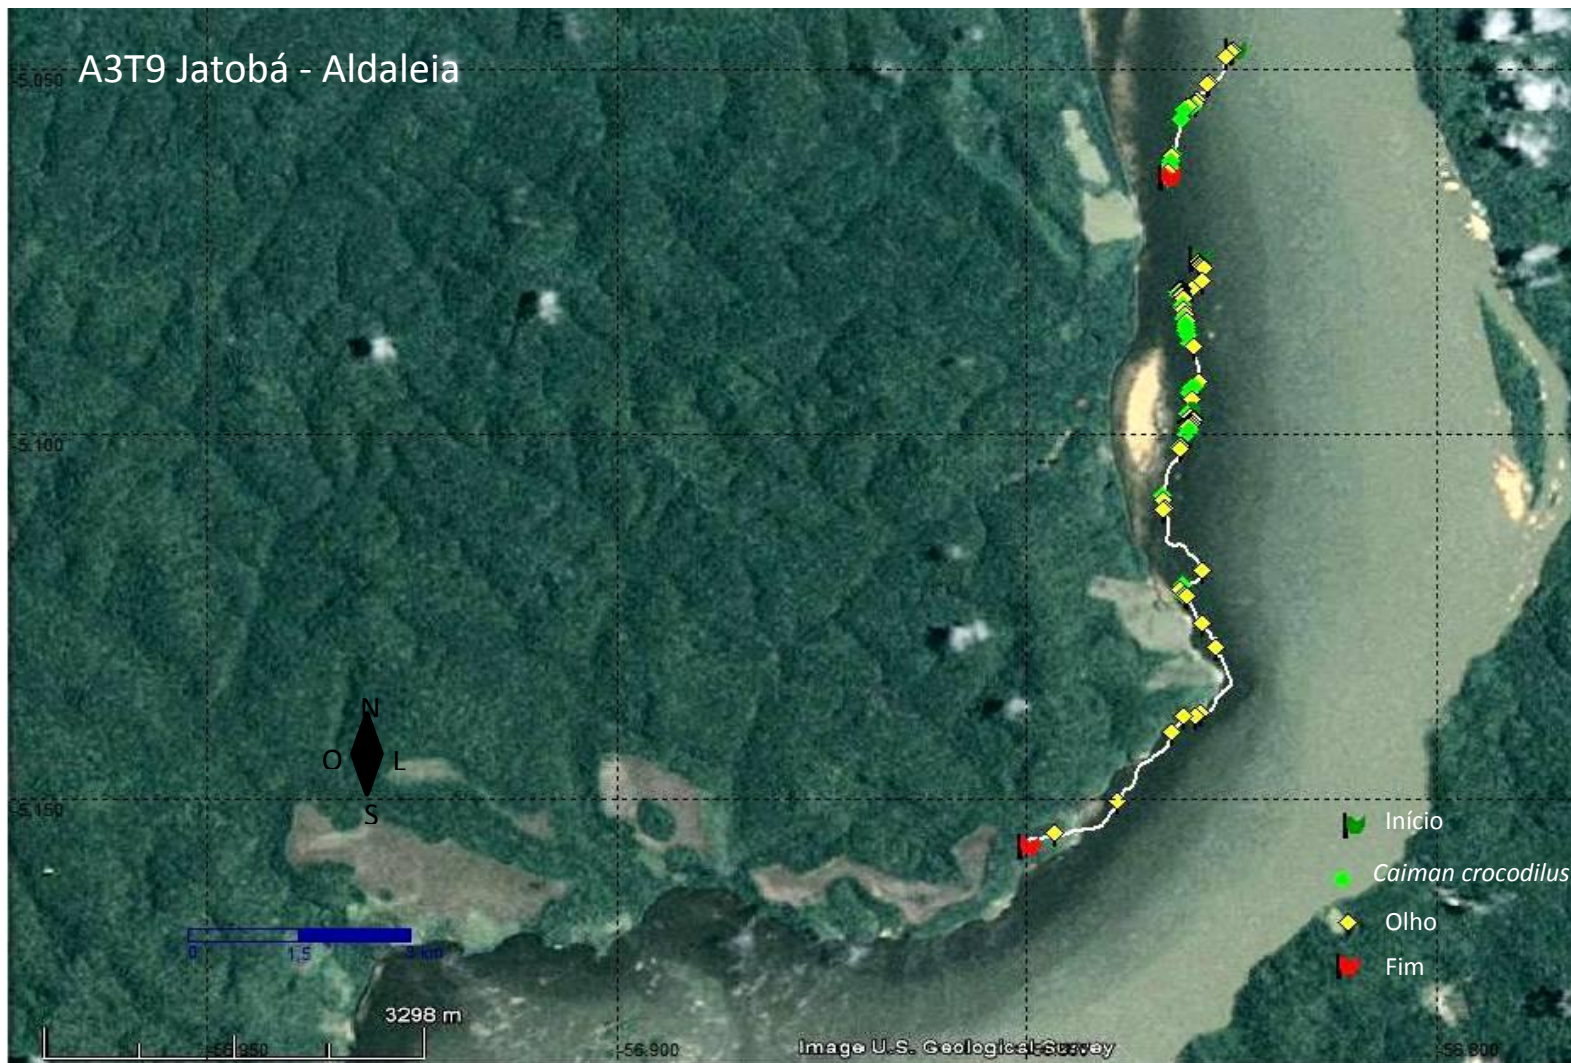 A3T9 Jatobá - Aldaleia
-5.050
-5.100
N
O L
S
-5.150
Início
Caiman crocodilus
Olho
Fim
0 1,5 3 km
3298 m
-56.950
-56.900
-56.800
Image U.S. Geological Survey